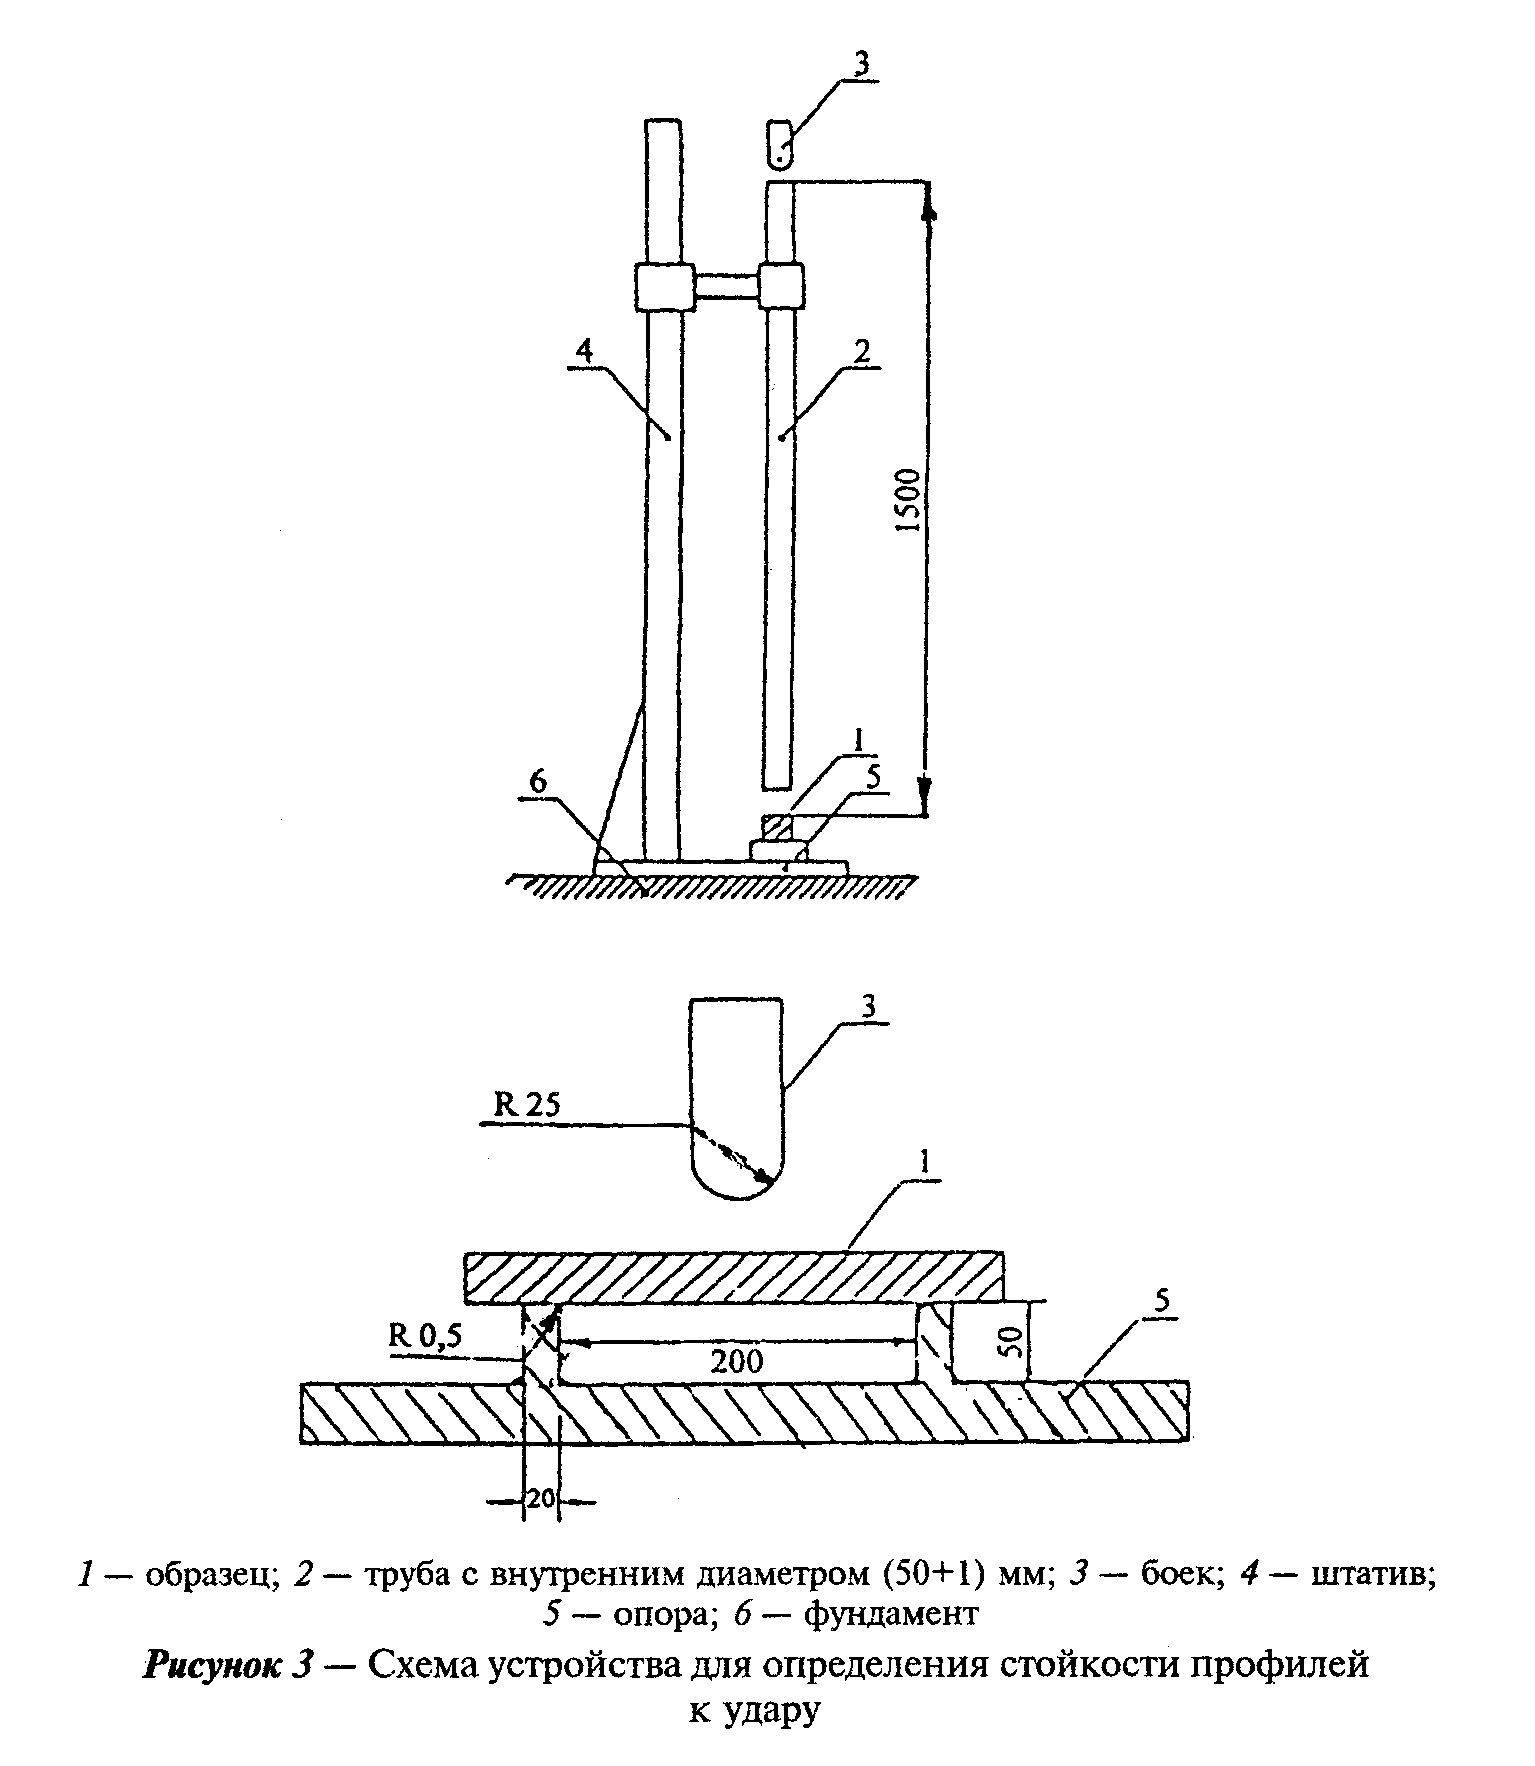 3
4
2
1500
1
5
6
3
R 25
1
R 0,5
200
50
5
20
1 — образец; 2 — труба с внутренним диаметром (50+1) мм; 3 — боек; 4 — штатив;
5 — опора; 6 — фундамент
Рисунок 3 — Схема устройства для определения стойкости профилей
к удару